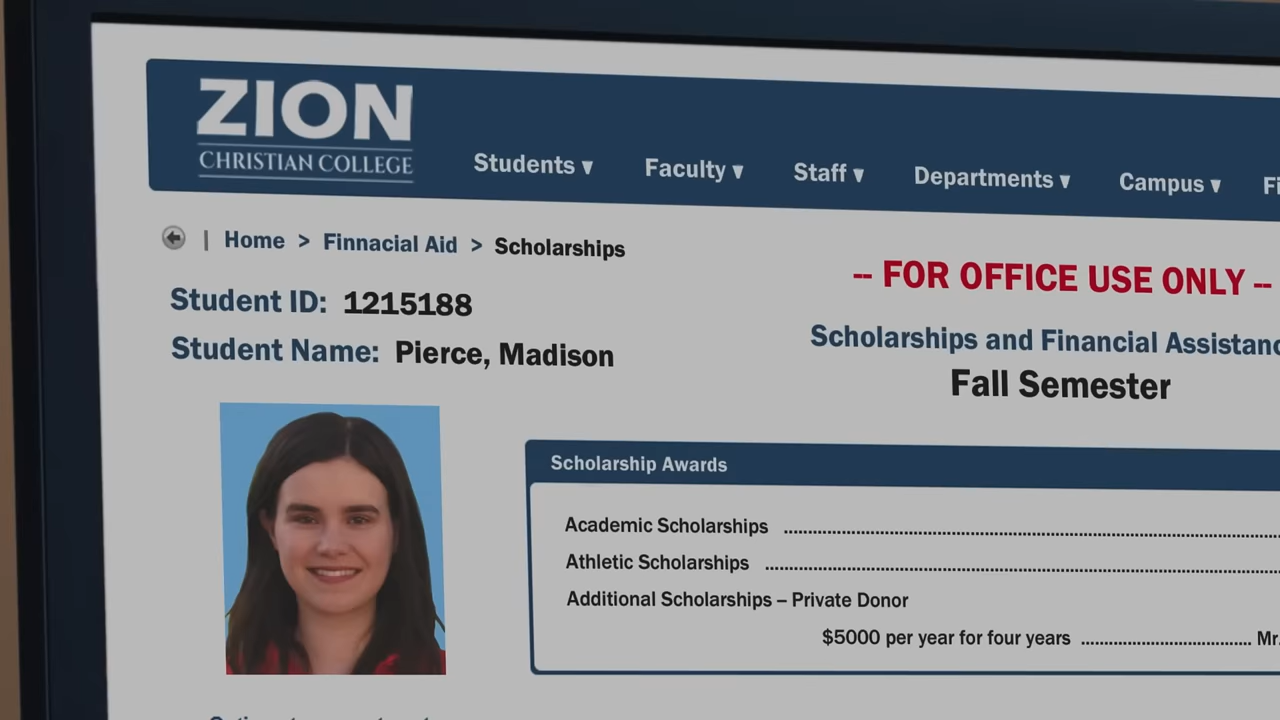 ZION
CHRISTIAN COLLEGE
Students ▼ Faculty ▼ Staff ▼ Departments ▼ Campus ▼
| Home > Finnacial Aid > Scholarships
-- FOR OFFICE USE ONLY --
Student ID: 1215188
Scholarships and Financial
Student Name: Pierce, Madison
Fall Semester
Scholarship Awards
Academic Scholarships
Athletic Scholarships
Additional Scholarships – Private Donor
$5000 per year for four years Mr.